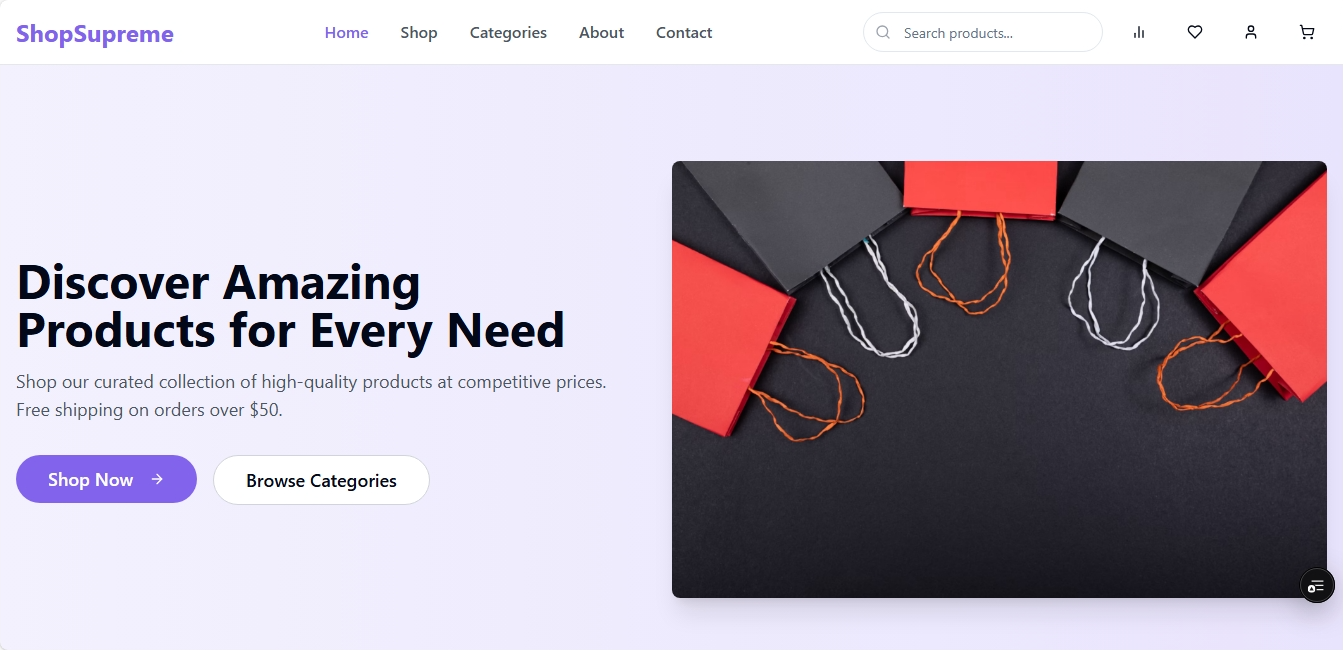 ShopSupreme
Home Shop Categories About Contact
Search products...
Discover Amazing
Products for Every Need
Shop our curated collection of high-quality products at competitive prices.
Free shipping on orders over $50.
Shop Now
Browse Categories